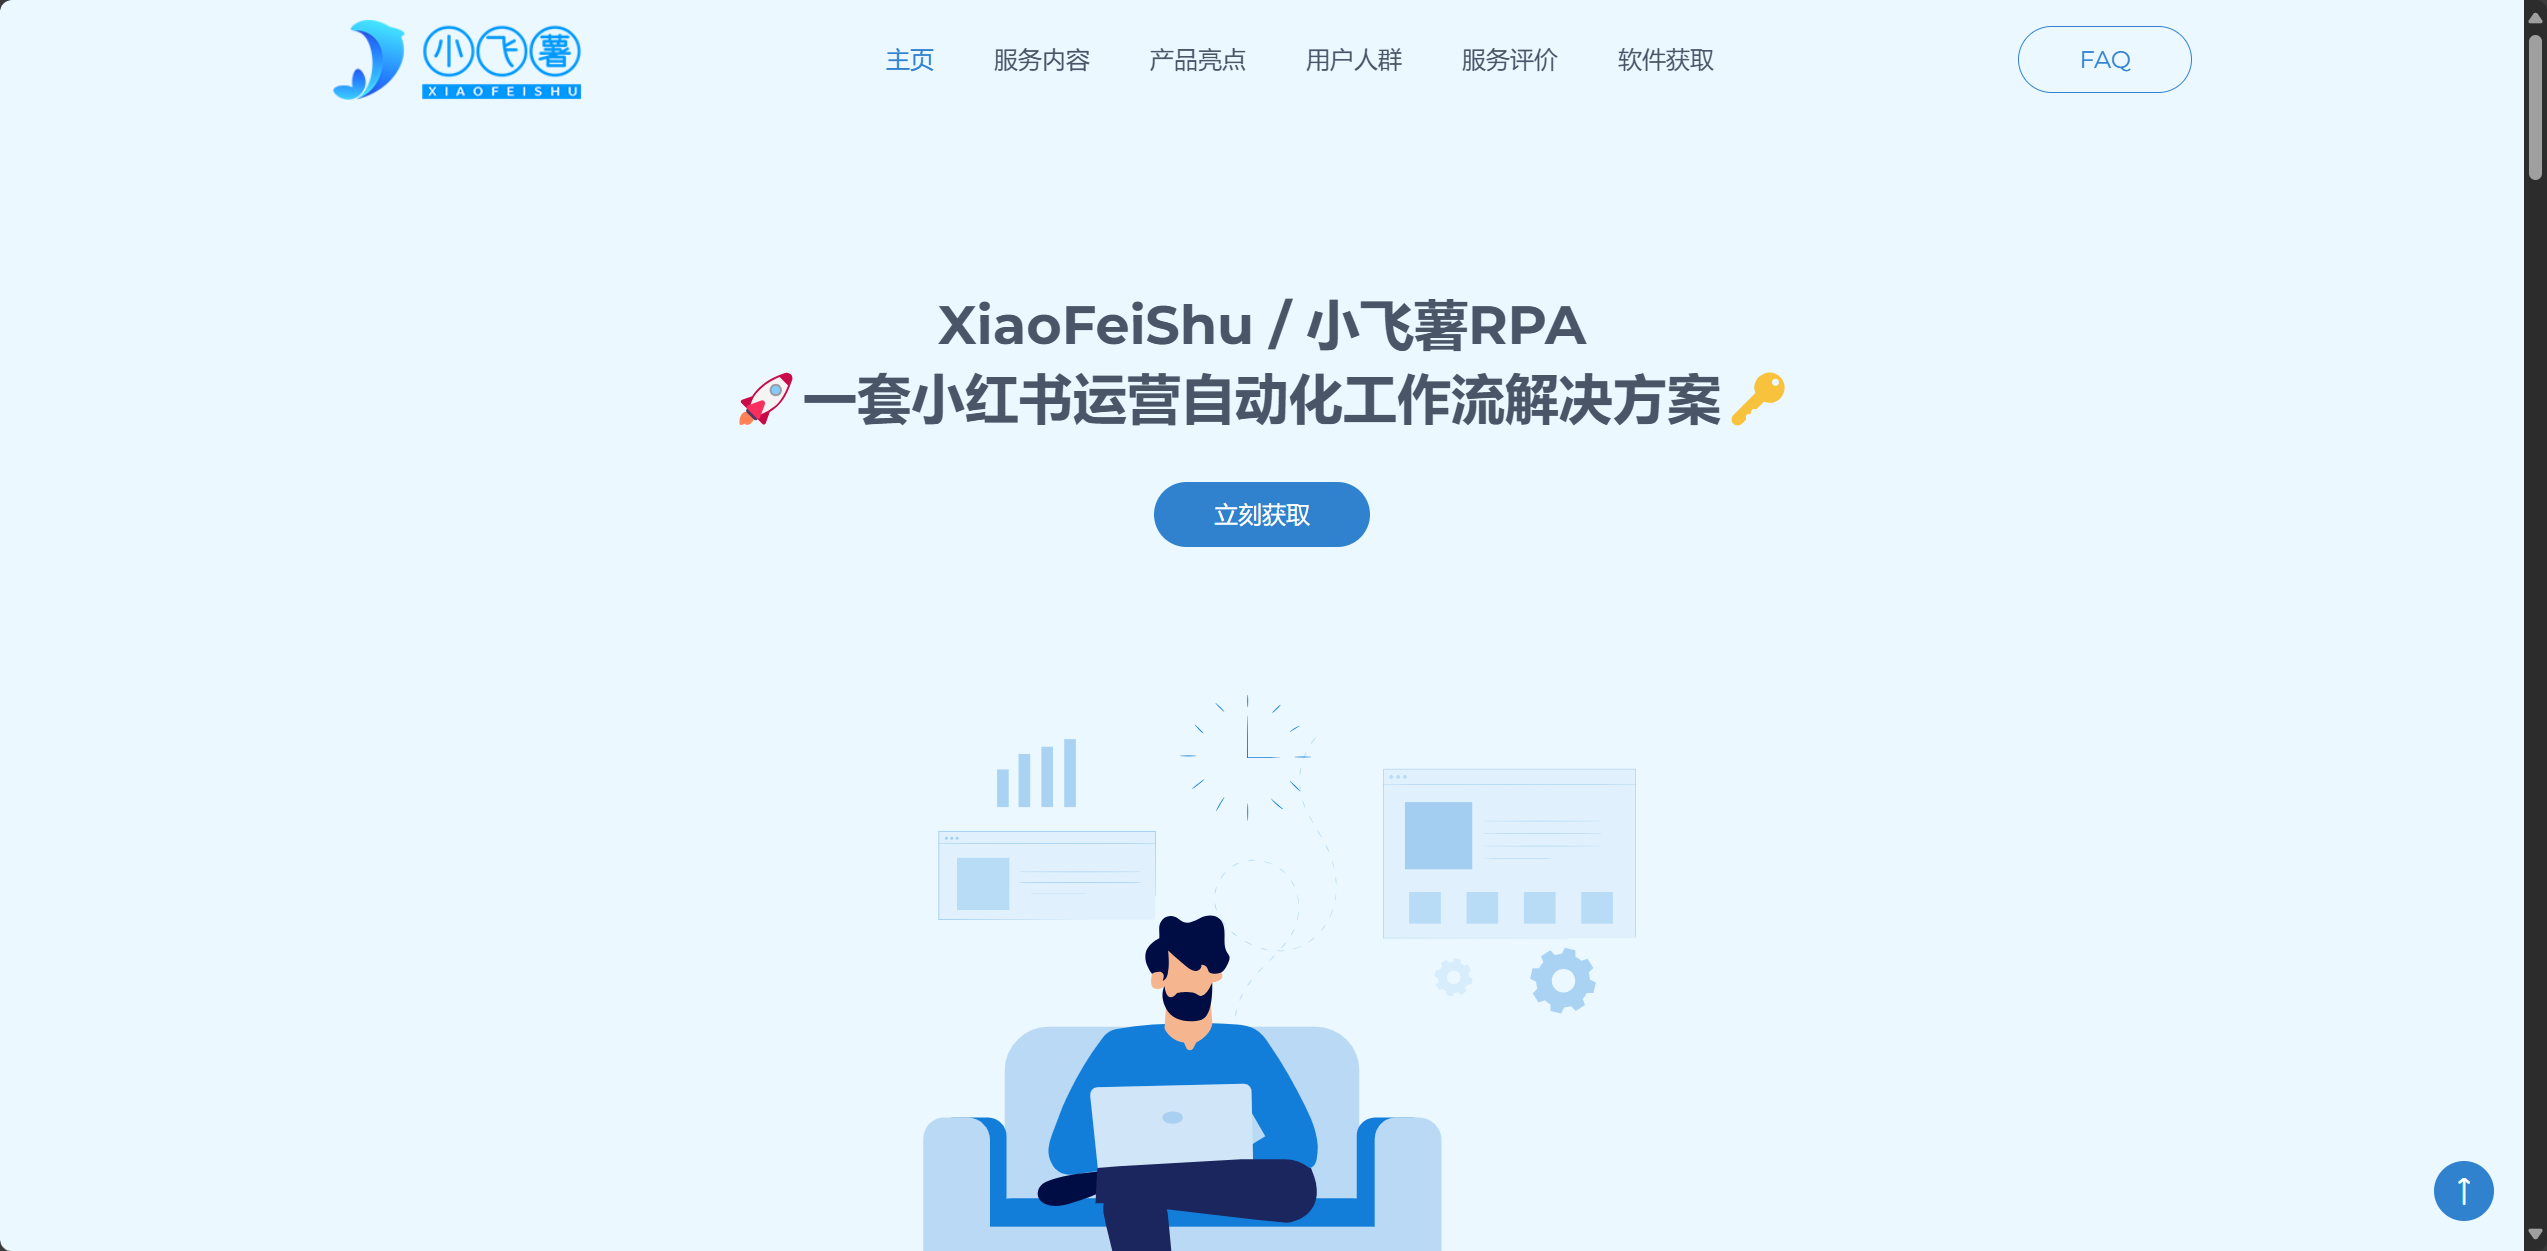 小飞薯
XIAOFEISHU
主页
服务内容
产品亮点
用户人群
服务评价
软件获取
FAQ
XiaoFeiShu / 小飞薯RPA
🚀一套小红书运营自动化工作流解决方案🔑
立刻获取
↑